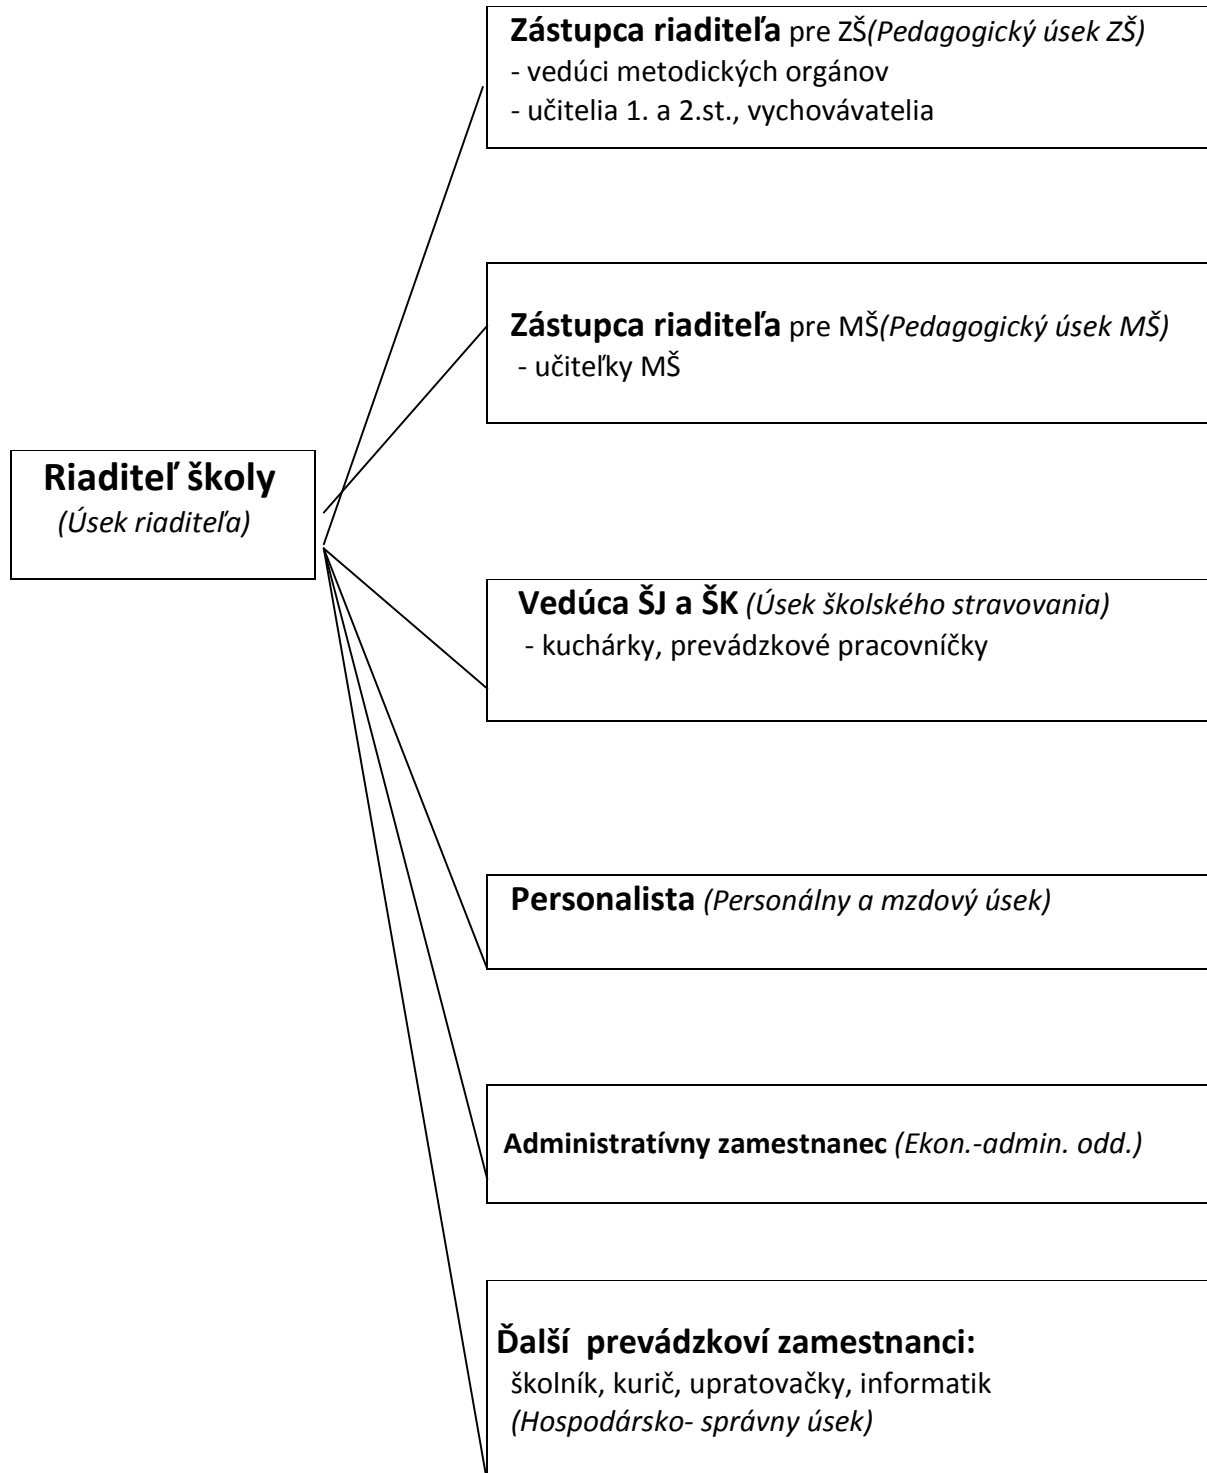 Zástupca riaditeľa pre ZŠ(Pedagogický úsek ZŠ)
- vedúci metodických orgánov
- učitelia 1. a 2.st., vychovávatelia
Zástupca riaditeľa pre MŠ(Pedagogický úsek MŠ)
- učiteľky MŠ
Riaditeľ školy
(Úsek riaditeľa)
Vedúca ŠJ a ŠK (Úsek školského stravovania)
- kuchárky, prevádzkové pracovníčky
Personalista (Personálny a mzdový úsek)
Administratívny zamestnanec (Ekon.-admin. odd.)
Ďalší  prevádzkoví zamestnanci:
školník, kurič, upratovačky, informatik
(Hospodársko- správny úsek)